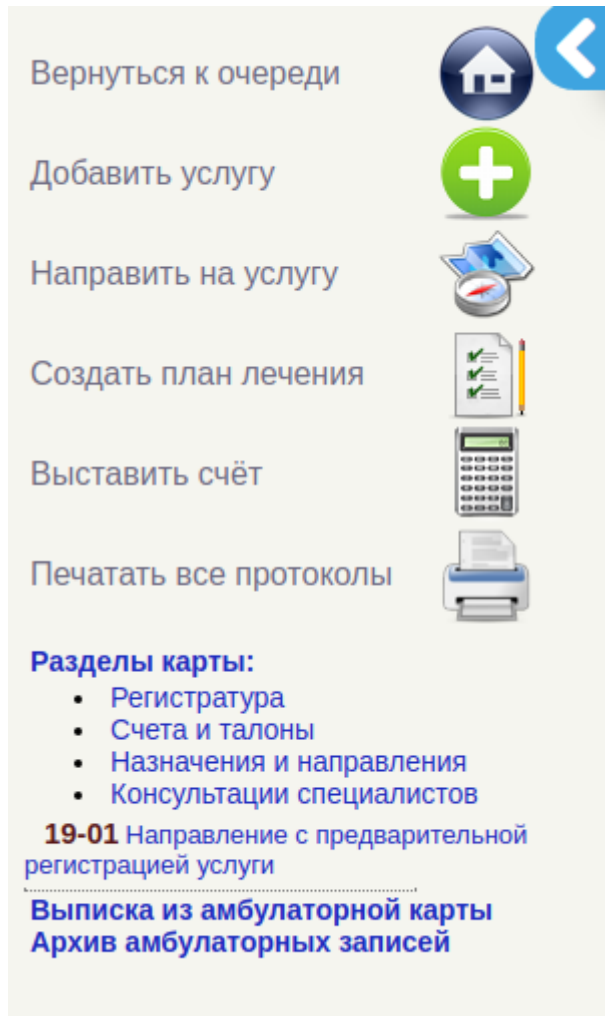 Вернуться к очереди
Добавить услугу
Направить на услугу
Создать план лечения
Выставить счёт
Печатать все протоколы
Разделы карты:
• Регистратура
• Счета и талоны
• Назначения и направления
• Консультации специалистов
19-01 Направление с предварительной
регистрацией услуги
Выписка из амбулаторной карты
Архив амбулаторных записей